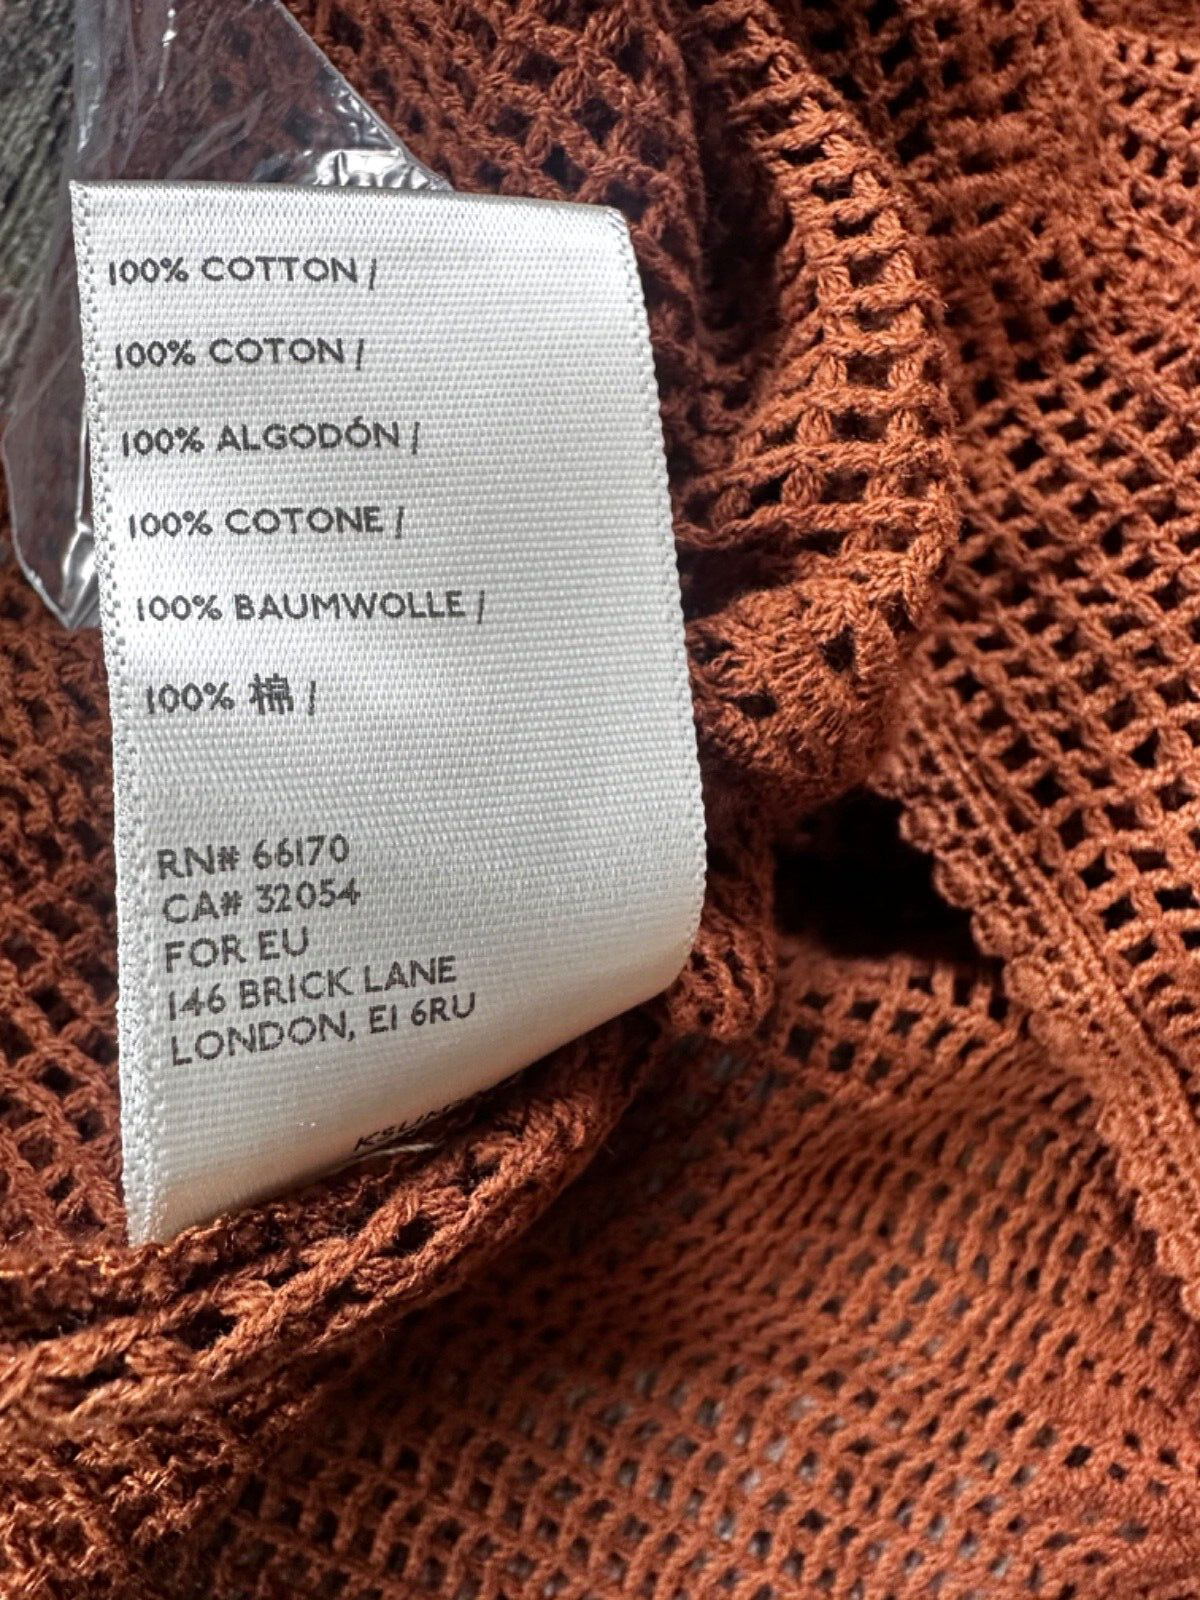 100% COTTON /
100% COTON /
100% ALGODÓN /
100% COTONE /
100% BAUMWOLLE /
100% 棉 /
RN# 66170
CA# 32054
FOR EU
146 BRICK LANE
LONDON, E1 6RU